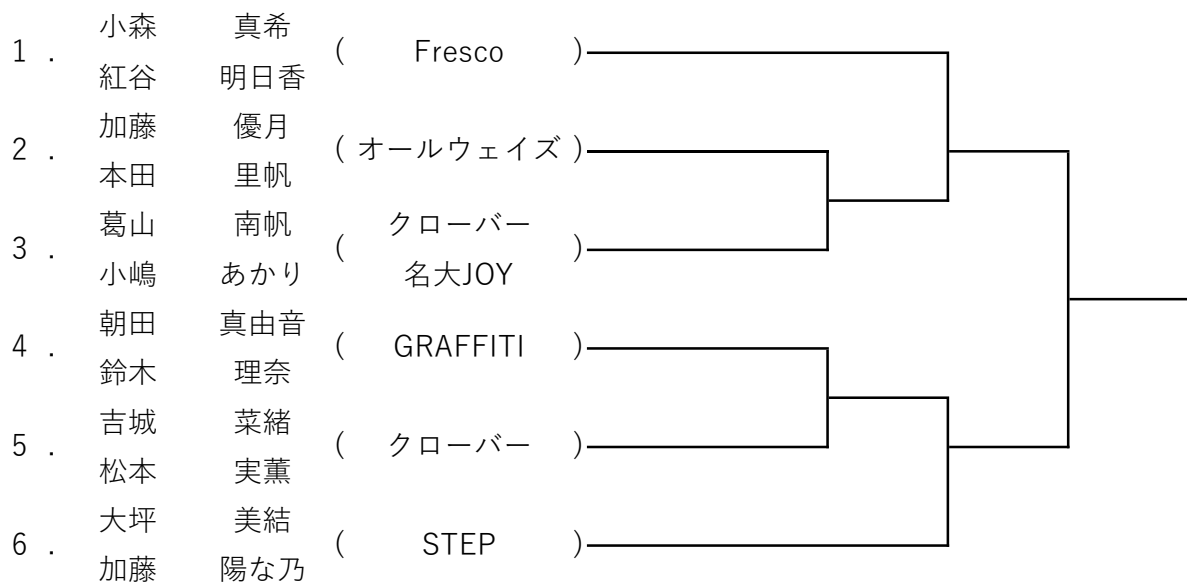 小森 真希
1 . ( Fresco )
紅谷 明日香
加藤 優月
2 . ( オールウェイズ )
本田 里帆
葛山 南帆 クローバー
3 . ( )
小嶋 あかり 名大JOY
朝田 真由音
4 . ( GRAFFITI )
鈴木 理奈
吉城 菜緒
5 . ( クローバー )
松本 実薫
大坪 美結
6 . ( STEP )
加藤 陽な乃